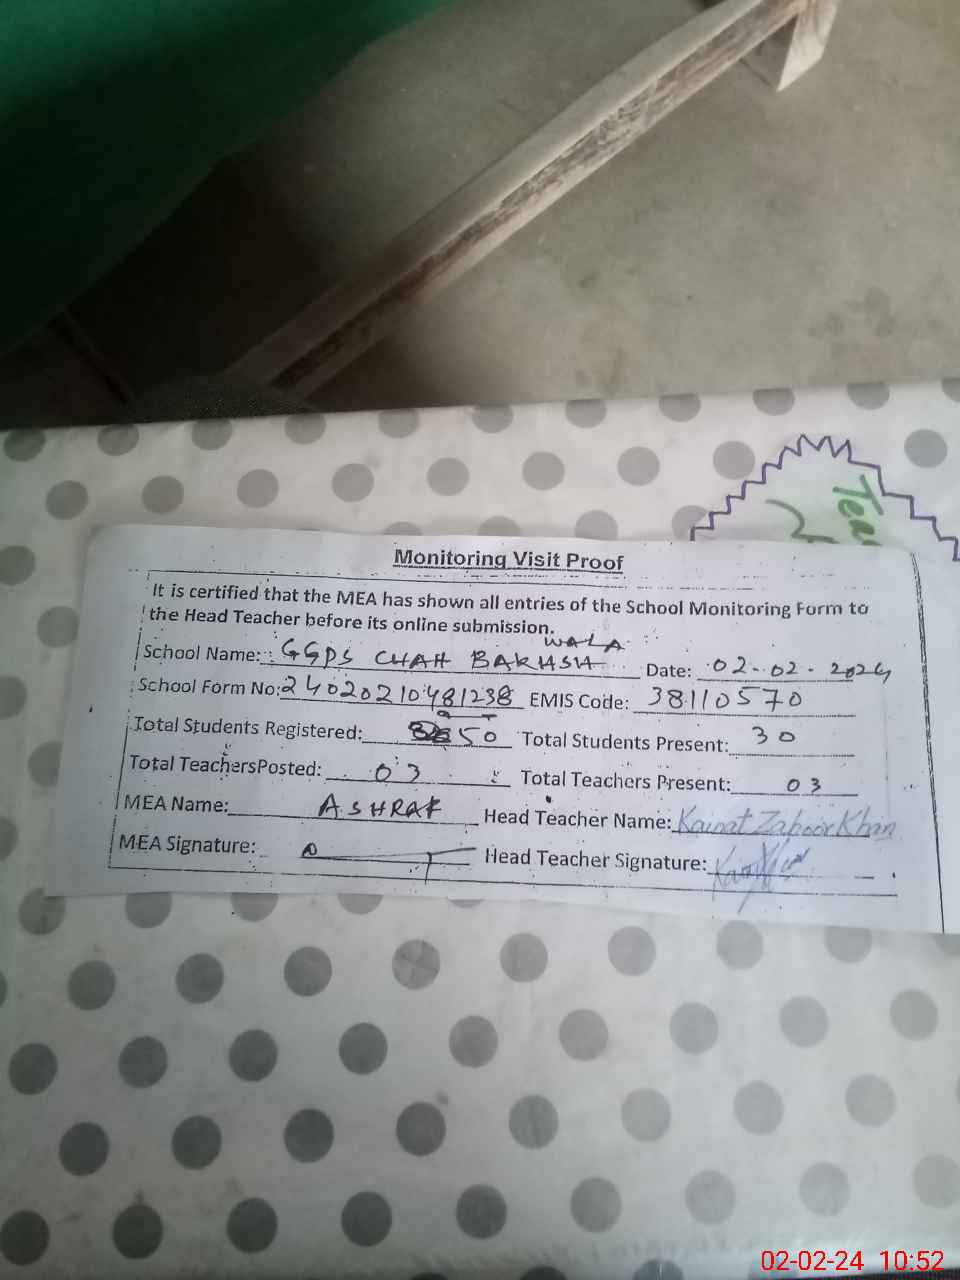 Tea
Monitoring Visit Proof
It is certified that the MEA has shown all entries of the School Monitoring Form to
the Head Teacher before its online submission.
WALA
School Name: GGPS CHAH BAKHSH Date: 02-02-2024
School Form No: 24020210481238 EMIS Code: 38110570
Total Students Registered: 50 Total Students Present: 30
Total TeachersPosted: 03 Total Teachers Present: 03
MEA Name: ASHRAF Head Teacher Name: Kainat Zahoor Khan
MEA Signature: Head Teacher Signature:
02-02-24 10:52